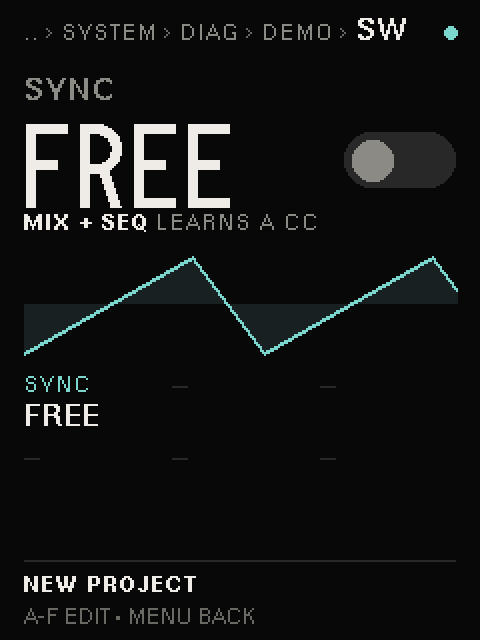 ..› SYSTEM › DIAG › DEMO › SW
SYNC
FREE
MIX + SEQ LEARNS A CC
SYNC — —
FREE
— — —
NEW PROJECT
A-F EDIT · MENU BACK